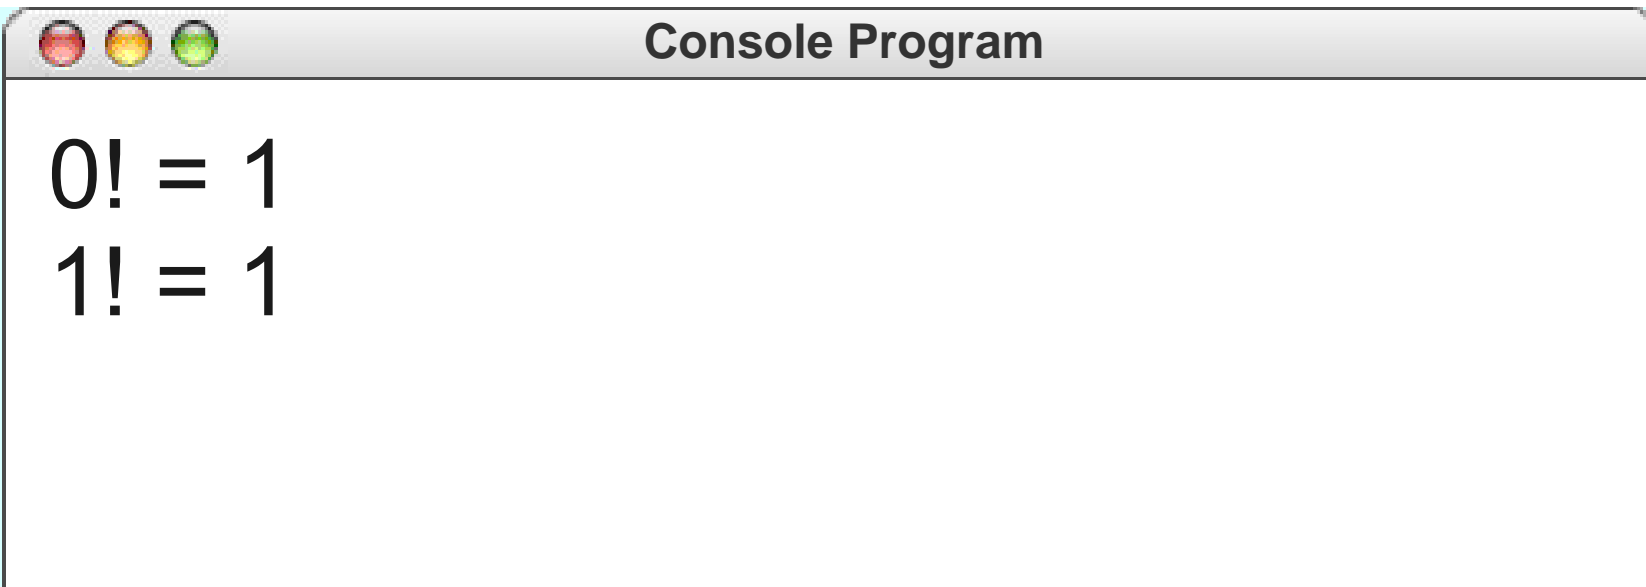 Console Program
0! = 1
1! = 1